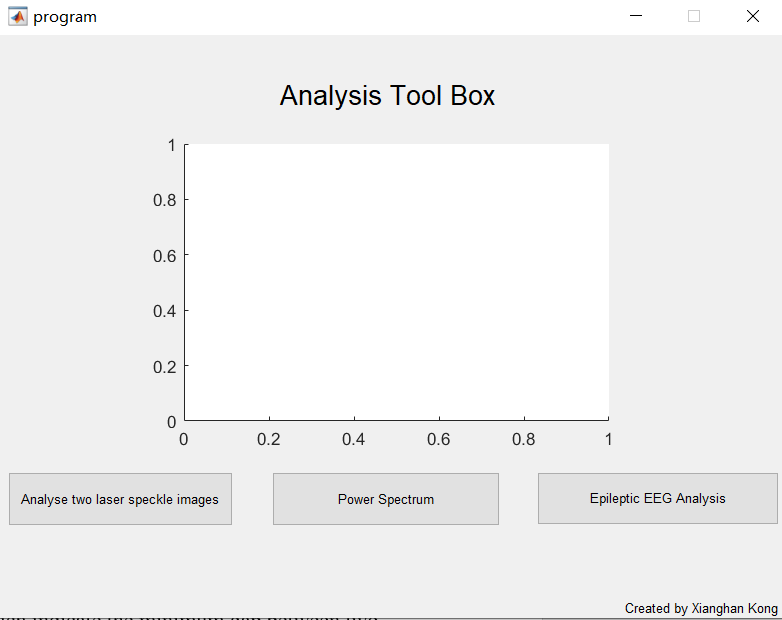 program
Analysis Tool Box
1
0.8
0.6
0.4
0.2
0
0 0.2 0.4 0.6 0.8 1
Analyse two laser speckle images
Power Spectrum
Epileptic EEG Analysis
Created by Xianghan Kong